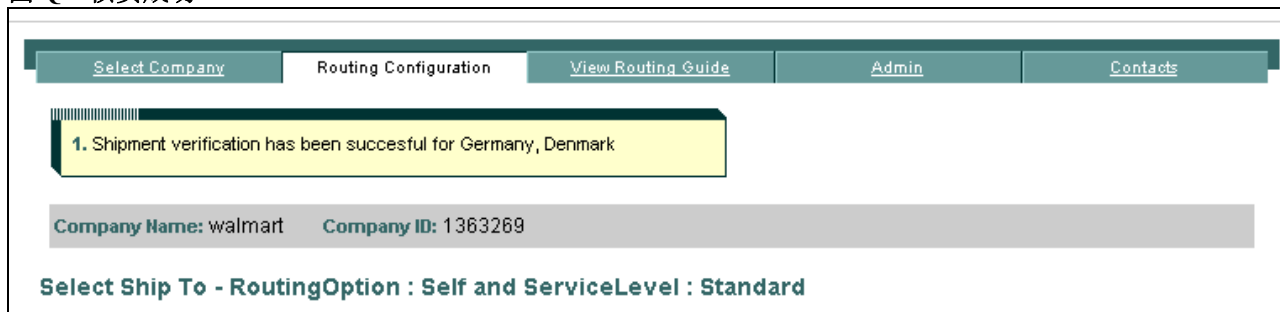 Select Company Routing Configuration View Routing Guide Admin Contacts
1. Shipment verification has been succesful for Germany, Denmark
Company Name: walmart Company ID: 1363269
Select Ship To - RoutingOption : Self and ServiceLevel : Standard